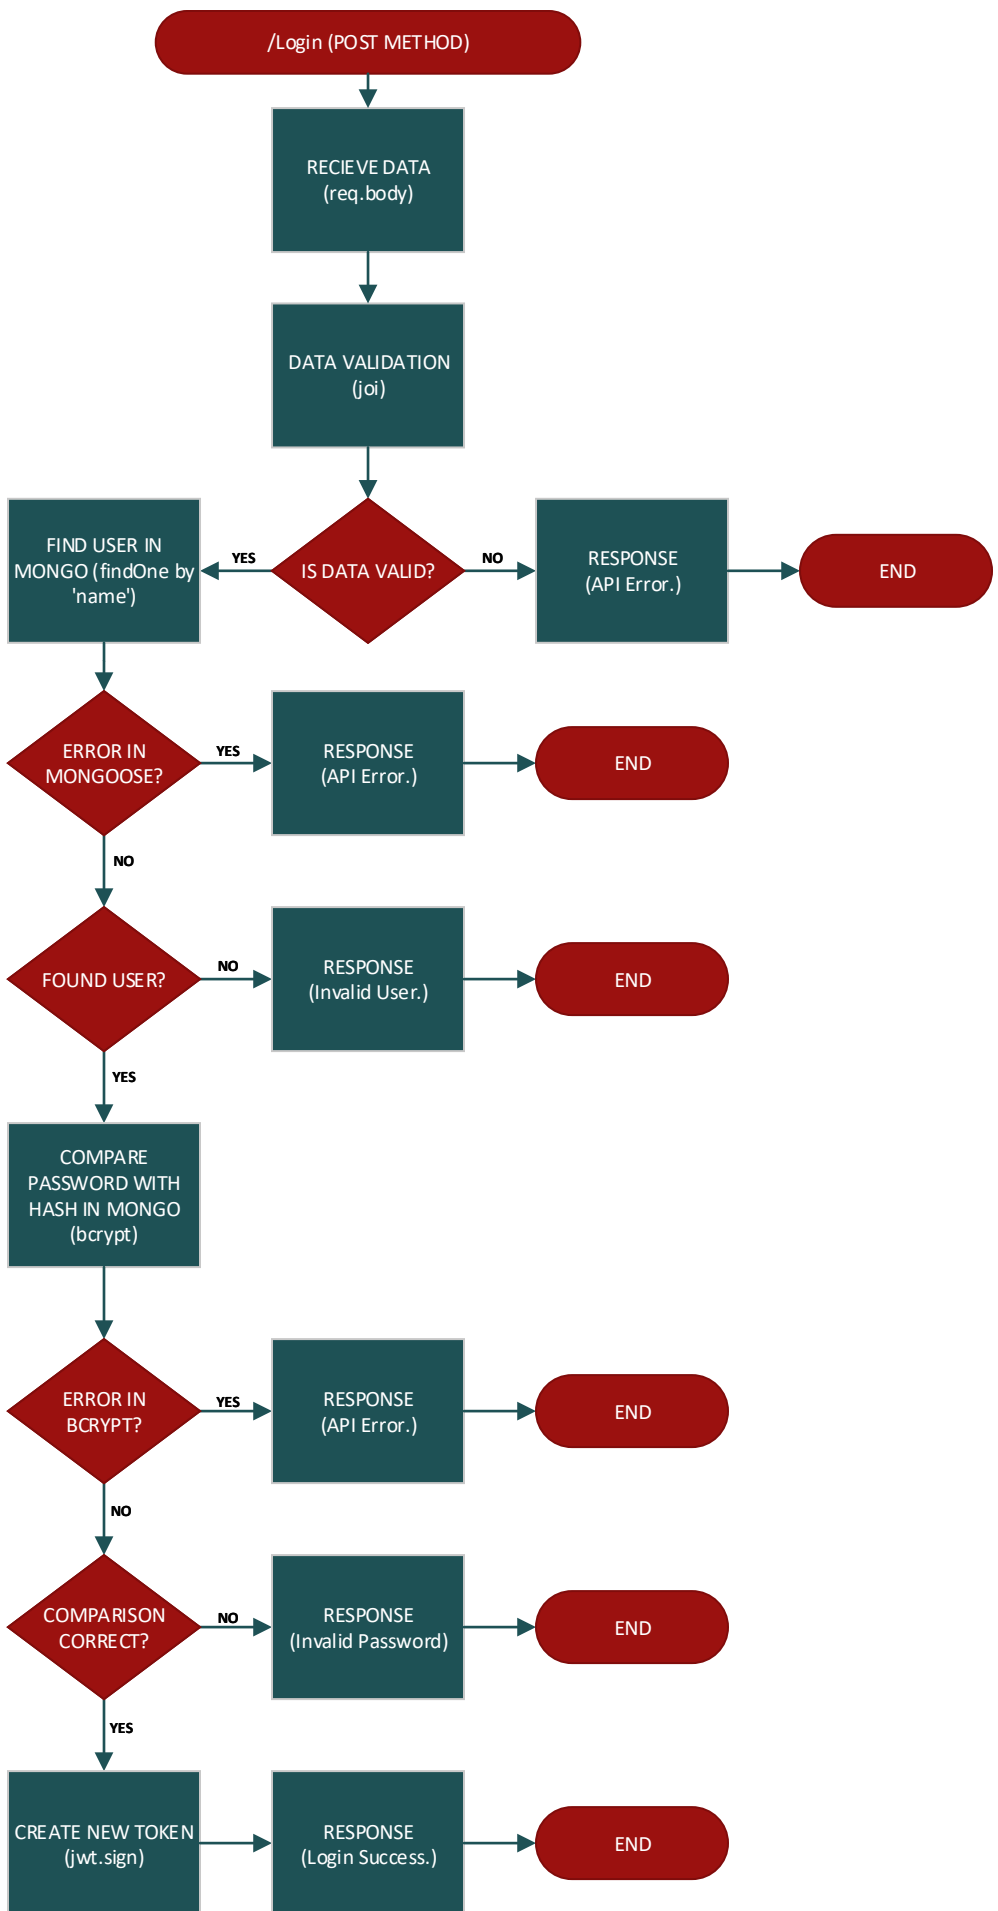 /Login (POST METHOD)
RECIEVE DATA
(req.body)
DATA VALIDATION
(joi)
FIND USER IN
MONGO (findOne by
'name')
YES
IS DATA VALID?
NO
RESPONSE
(API Error.)
END
ERROR IN
MONGOOSE?
YES
RESPONSE
(API Error.)
END
NO
FOUND USER?
NO
RESPONSE
(Invalid User.)
END
YES
COMPARE
PASSWORD WITH
HASH IN MONGO
(bcrypt)
ERROR IN
BCRYPT?
YES
RESPONSE
(API Error.)
END
NO
COMPARISON
CORRECT?
NO
RESPONSE
(Invalid Password)
END
YES
CREATE NEW TOKEN
(jwt.sign)
RESPONSE
(Login Success.)
END